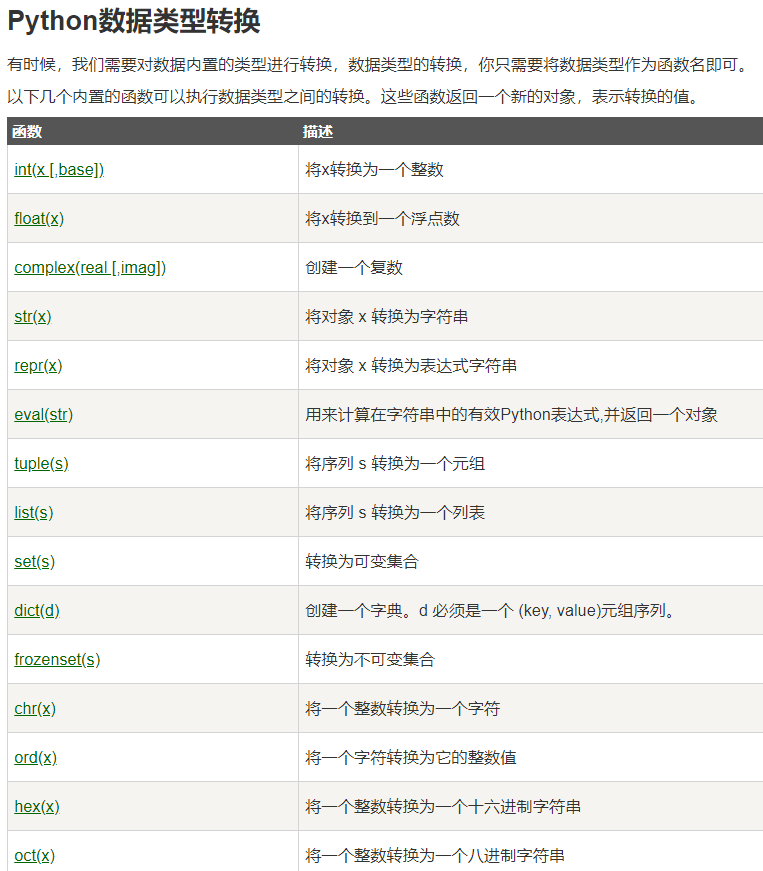 Python数据类型转换
有时候，我们需要对数据内置的类型进行转换，数据类型的转换，你只需要将数据类型作为函数名即可。
以下几个内置的函数可以执行数据类型之间的转换。这些函数返回一个新的对象，表示转换的值。
函数 描述
int(x [,base]) 将x转换为一个整数
float(x) 将x转换到一个浮点数
complex(real [,imag]) 创建一个复数
str(x) 将对象 x 转换为字符串
repr(x) 将对象 x 转换为表达式字符串
eval(str) 用来计算在字符串中的有效Python表达式,并返回一个对象
tuple(s) 将序列 s 转换为一个元组
list(s) 将序列 s 转换为一个列表
set(s) 转换为可变集合
dict(d) 创建一个字典。d 必须是一个 (key, value)元组序列。
frozenset(s) 转换为不可变集合
chr(x) 将一个整数转换为一个字符
ord(x) 将一个字符转换为它的整数值
hex(x) 将一个整数转换为一个十六进制字符串
oct(x) 将一个整数转换为一个八进制字符串